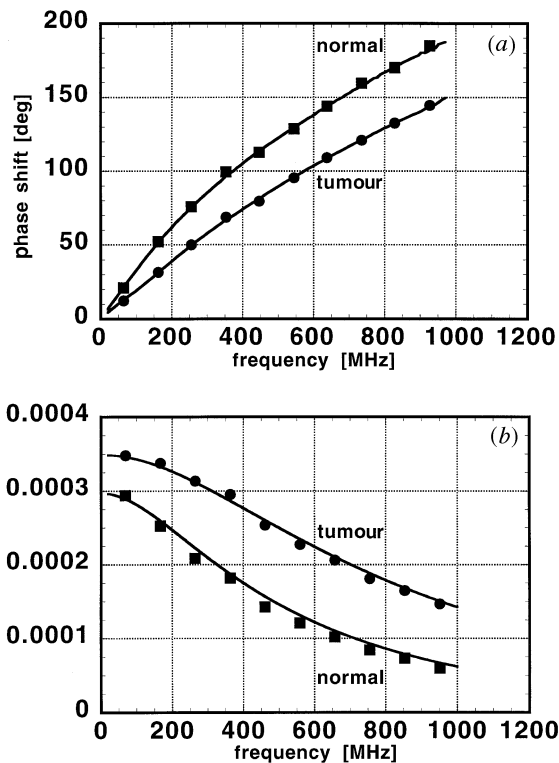 200
normal
(a)
150
phase shift [deg]
100
tumour
50
0
0 200 400 600 800 1000 1200
frequency [MHz]
0.0004
(b)
0.0003
tumour
0.0002
0.0001
normal
0
0 200 400 600 800 1000 1200
frequency [MHz]